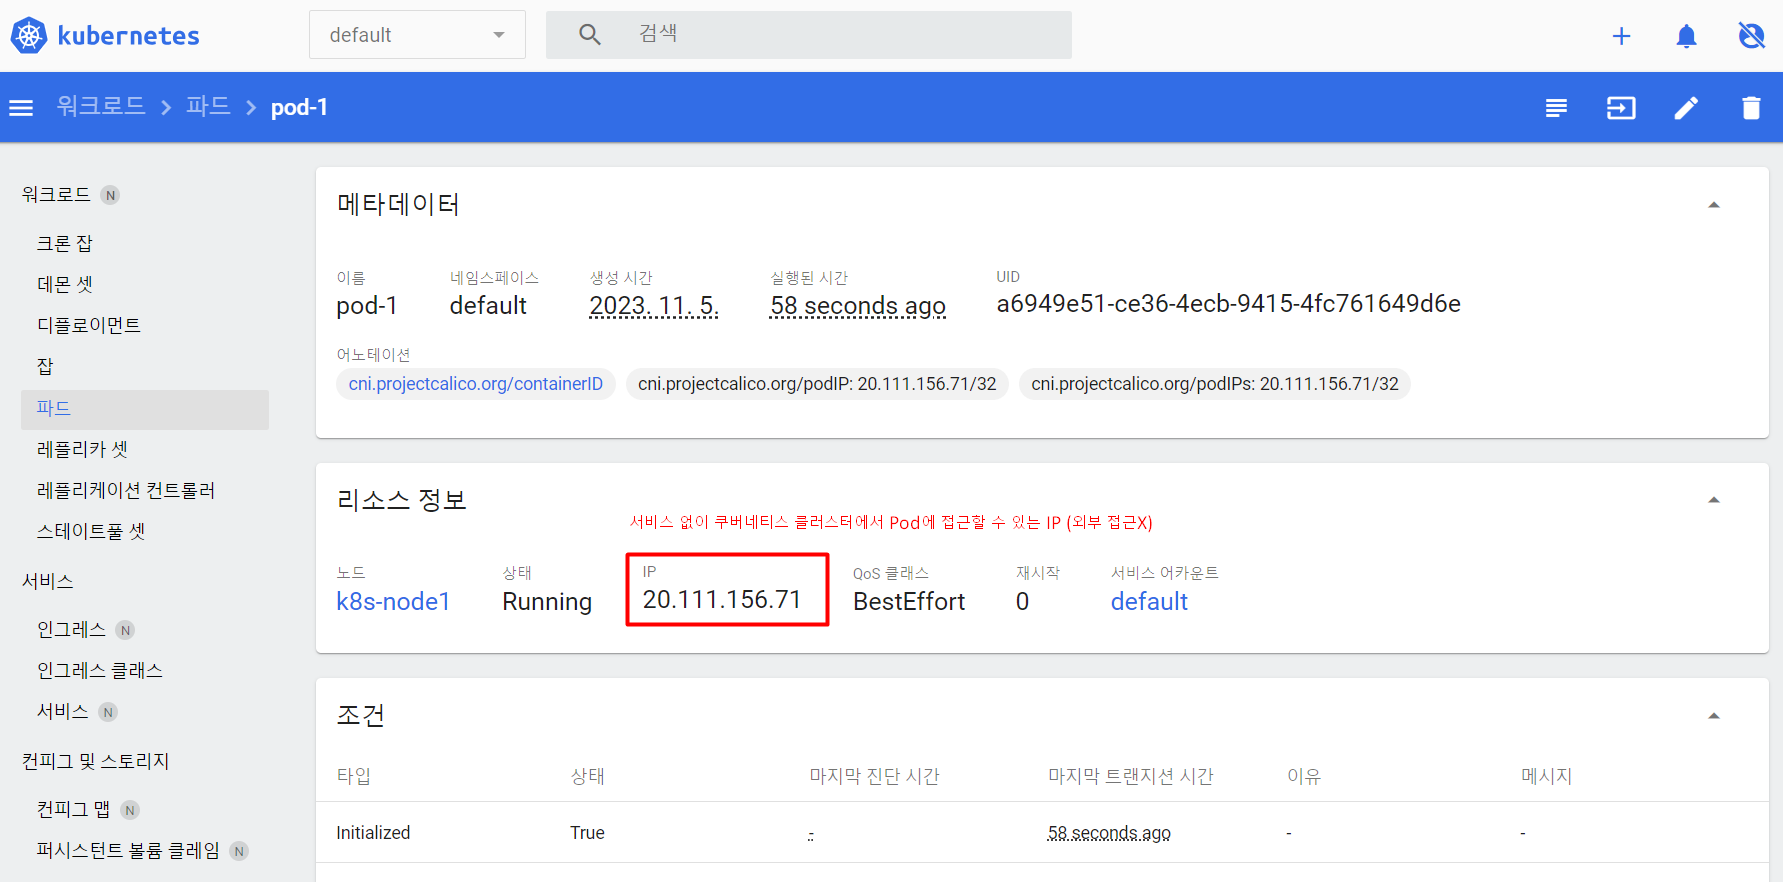 kubernetes
default
검색
워크로드 > 파드 > pod-1
워크로드 N
크론 잡
데몬 셋
디플로이먼트
잡
파드
레플리카 셋
레플리케이션 컨트롤러
스테이트풀 셋
서비스
인그레스 N
인그레스 클래스
서비스 N
컨피그 및 스토리지
컨피그 맵 N
퍼시스턴트 볼륨 클레임 N
메타데이터
이름 네임스페이스 생성 시간 실행된 시간 UID
pod-1 default 2023. 11. 5. 58 seconds ago a6949e51-ce36-4ecb-9415-4fc761649d6e
어노테이션
cni.projectcalico.org/containerID cni.projectcalico.org/podIP: 20.111.156.71/32 cni.projectcalico.org/podIPs: 20.111.156.71/32
리소스 정보
서비스 없이 쿠버네티스 클러스터에서 Pod에 접근할 수 있는 IP (외부 접근X)
노드 상태 IP QoS 클래스 재시작 서비스 어카운트
k8s-node1 Running 20.111.156.71 BestEffort 0 default
조건
타입 상태 마지막 진단 시간 마지막 트랜지션 시간 이유 메시지
Initialized True - 58 seconds ago - -